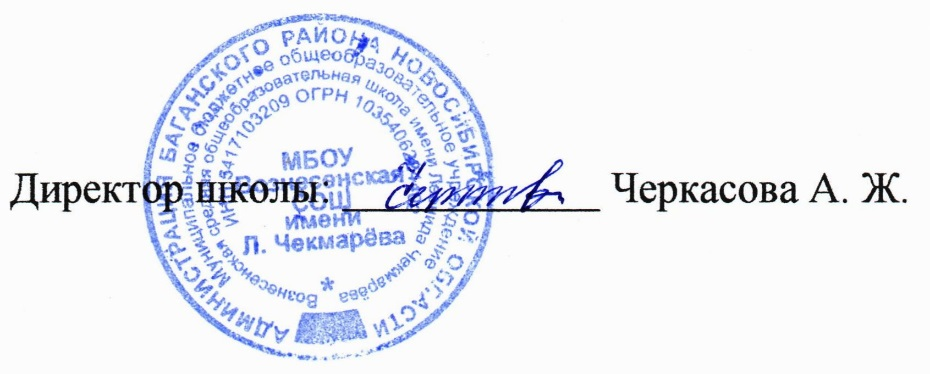 Директор школы: Черкасова А. Ж.
АДМИНИСТРАЦИЯ БАГАНСКОГО РАЙОНА НОВОСИБИРСКОЙ ОБЛАСТИ
Муниципальное бюджетное общеобразовательное учреждение
Вознесенская средняя общеобразовательная школа имени Леонида Чекмарёва
ИНН 5417103209 ОГРН
МБОУ
Вознесенская
СОШ
имени
Л. Чекмарёва